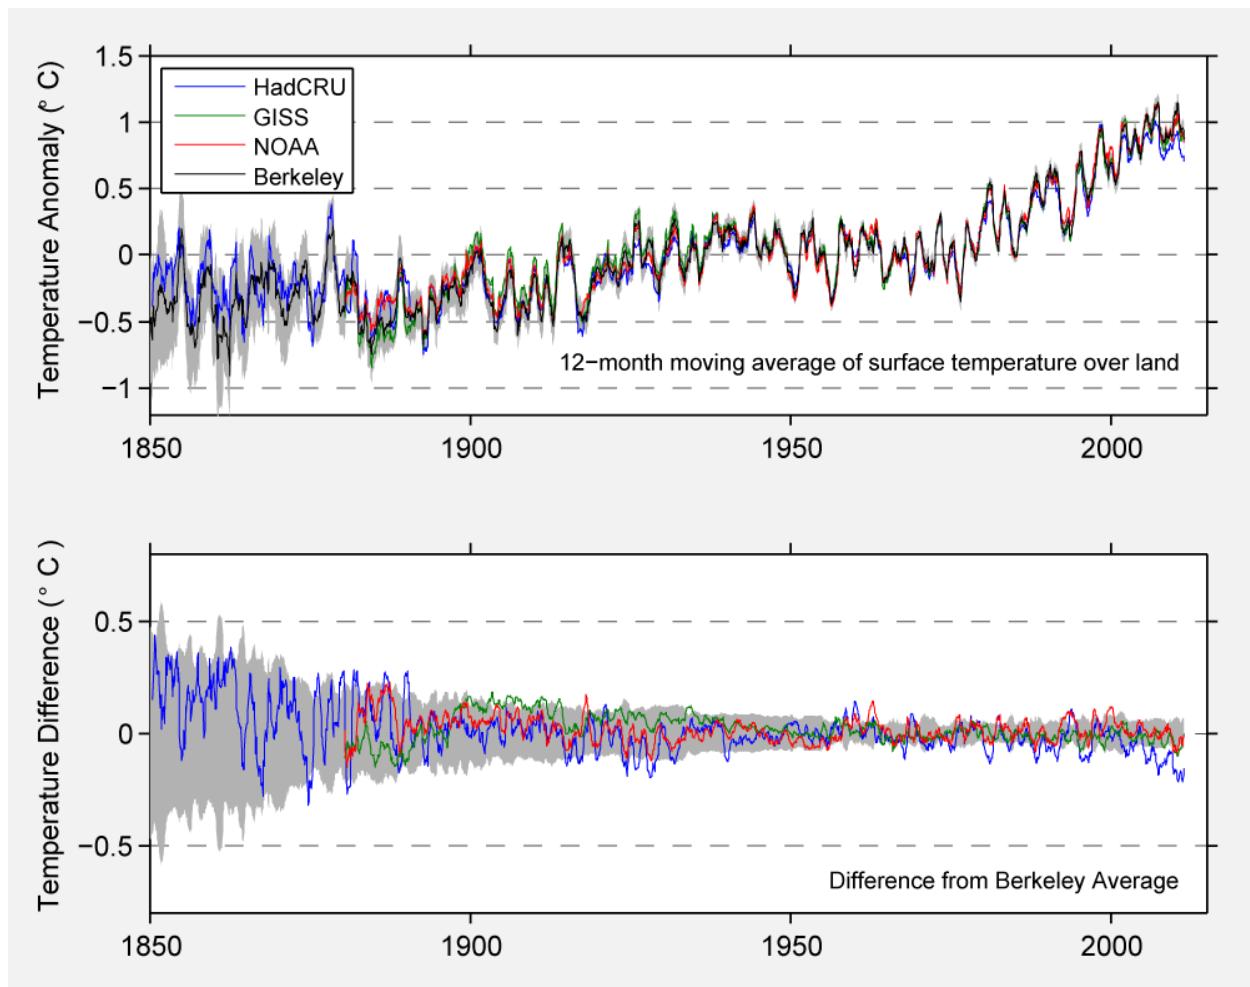 Temperature Anomaly (° C)
1.5
1
0.5
0
−0.5
−1
HadCRU
GISS
NOAA
Berkeley
12−month moving average of surface temperature over land
1850
1900
1950
2000
Temperature Difference (° C )
0.5
0
−0.5
Difference from Berkeley Average
1850
1900
1950
2000